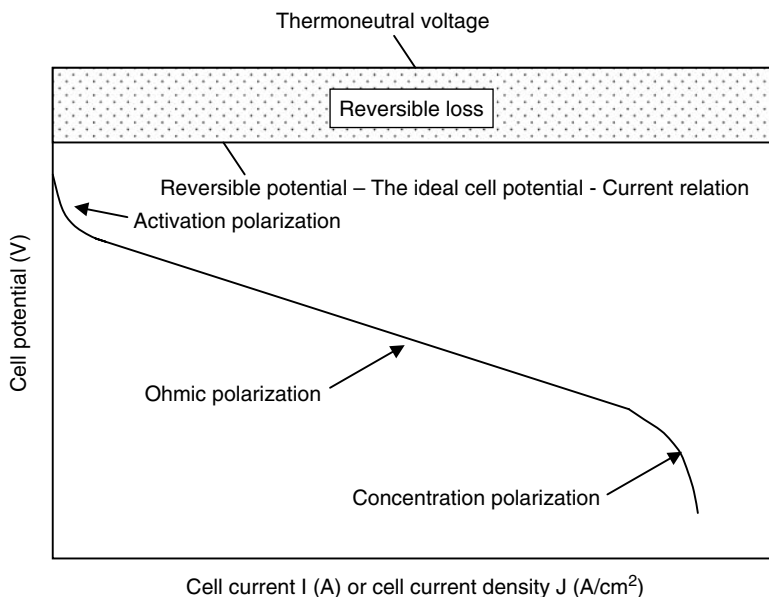 Thermoneutral voltage
Reversible loss
Reversible potential – The ideal cell potential - Current relation
Activation polarization
Cell potential (V)
Ohmic polarization
Concentration polarization
Cell current I (A) or cell current density J (A/cm²)